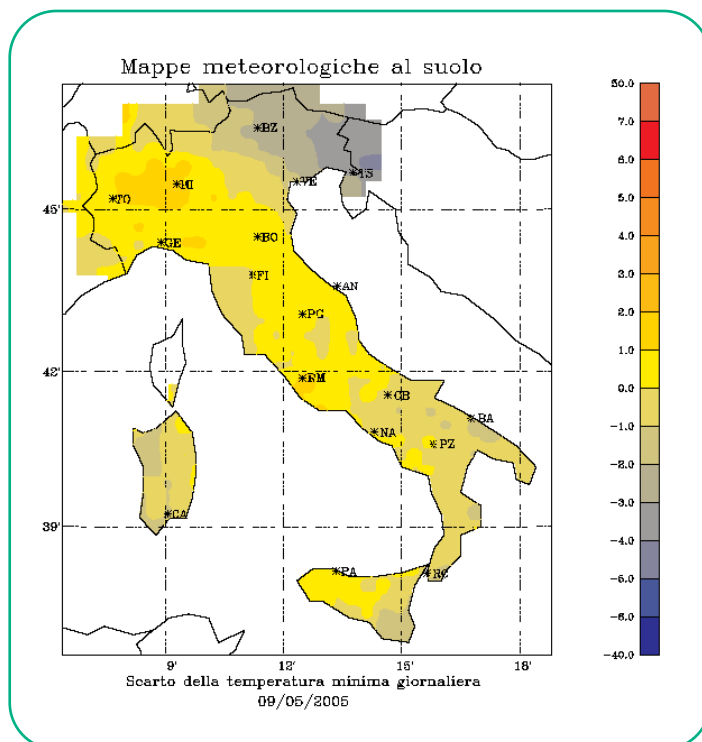 Mappe meteorologiche al suolo
50.0
7.0
6.0
5.0
4.0
3.0
2.0
1.0
0.0
-1.0
-2.0
-3.0
-4.0
-6.0
-6.0
-40.0
*BZ
*TS
*VE
*MI
*TO
45'
*GE
*BO
*FI
*AN
*PG
42'
*RM
*CB
*BA
*NA
*PZ
*CA
39'
*PA
*RC
9' 12' 15' 18'
Scarto della temperatura minima giornaliera
09/05/2005